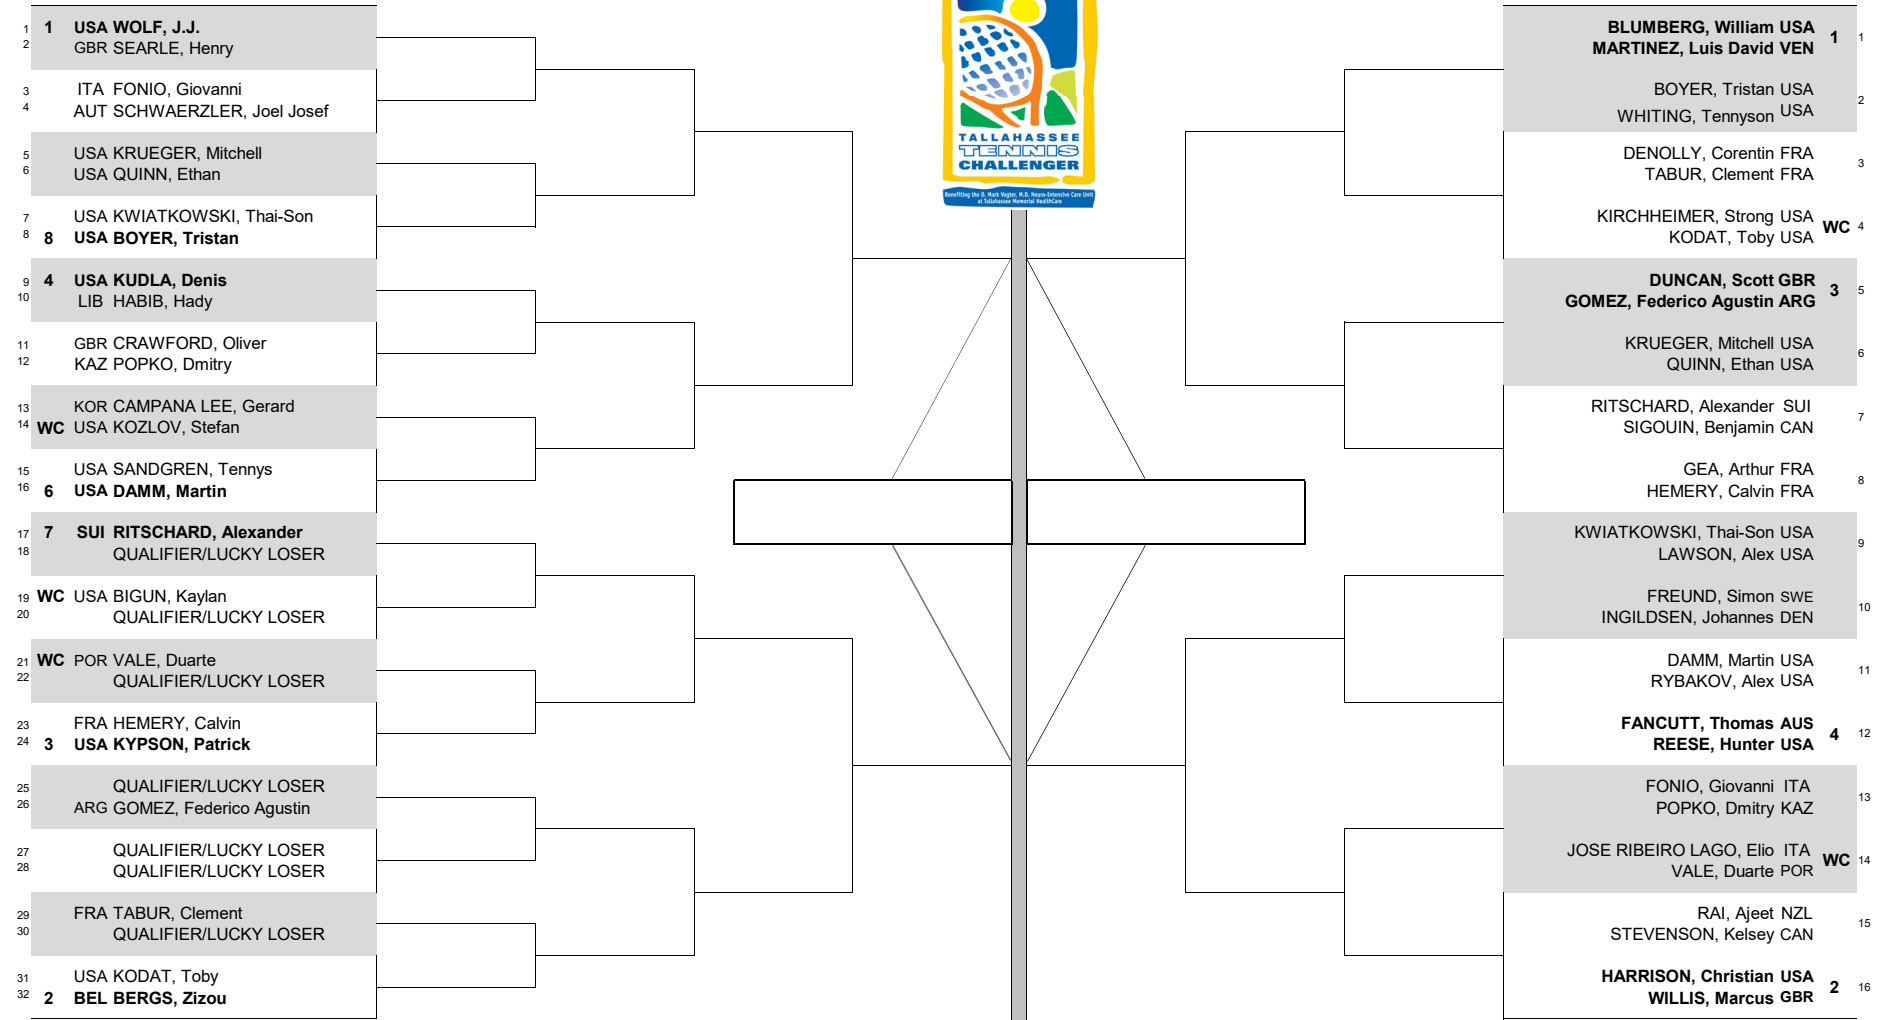 1 1 USA WOLF, J.J.
2 GBR SEARLE, Henry
3 ITA FONIO, Giovanni
4 AUT SCHWAERZLER, Joel Josef
5 USA KRUEGER, Mitchell
6 USA QUINN, Ethan
7 USA KWIATKOWSKI, Thai-Son
8 8 USA BOYER, Tristan
9 4 USA KUDLA, Denis
10 LIB HABIB, Hady
11 GBR CRAWFORD, Oliver
12 KAZ POPKO, Dmitry
13 KOR CAMPANA LEE, Gerard
14 WC USA KOZLOV, Stefan
15 USA SANDGREN, Tennys
16 6 USA DAMM, Martin
17 7 SUI RITSCHARD, Alexander
18 QUALIFIER/LUCKY LOSER
19 WC USA BIGUN, Kaylan
20 QUALIFIER/LUCKY LOSER
21 WC POR VALE, Duarte
22 QUALIFIER/LUCKY LOSER
23 FRA HEMERY, Calvin
24 3 USA KYPSON, Patrick
25 QUALIFIER/LUCKY LOSER
26 ARG GOMEZ, Federico Agustin
27 QUALIFIER/LUCKY LOSER
28 QUALIFIER/LUCKY LOSER
29 FRA TABUR, Clement
30 QUALIFIER/LUCKY LOSER
31 USA KODAT, Toby
32 2 BEL BERGS, Zizou
TALLAHASSEE
TENNIS
CHALLENGER
Benefiting the D. Mark Vogter, M.D. Neuro-Intensive Care Unit
at Tallahassee Memorial HealthCare
BLUMBERG, William USA
1 1
MARTINEZ, Luis David VEN
BOYER, Tristan USA
2
WHITING, Tennyson USA
DENOLLY, Corentin FRA
3
TABUR, Clement FRA
KIRCHHEIMER, Strong USA
WC 4
KODAT, Toby USA
DUNCAN, Scott GBR
3 5
GOMEZ, Federico Agustin ARG
KRUEGER, Mitchell USA
6
QUINN, Ethan USA
RITSCHARD, Alexander SUI
7
SIGOUIN, Benjamin CAN
GEA, Arthur FRA
8
HEMERY, Calvin FRA
KWIATKOWSKI, Thai-Son USA
9
LAWSON, Alex USA
FREUND, Simon SWE
10
INGILDSEN, Johannes DEN
DAMM, Martin USA
11
RYBAKOV, Alex USA
FANCUTT, Thomas AUS
4 12
REESE, Hunter USA
FONIO, Giovanni ITA
13
POPKO, Dmitry KAZ
JOSE RIBEIRO LAGO, Elio ITA
WC 14
VALE, Duarte POR
RAI, Ajeet NZL
15
STEVENSON, Kelsey CAN
HARRISON, Christian USA
2 16
WILLIS, Marcus GBR